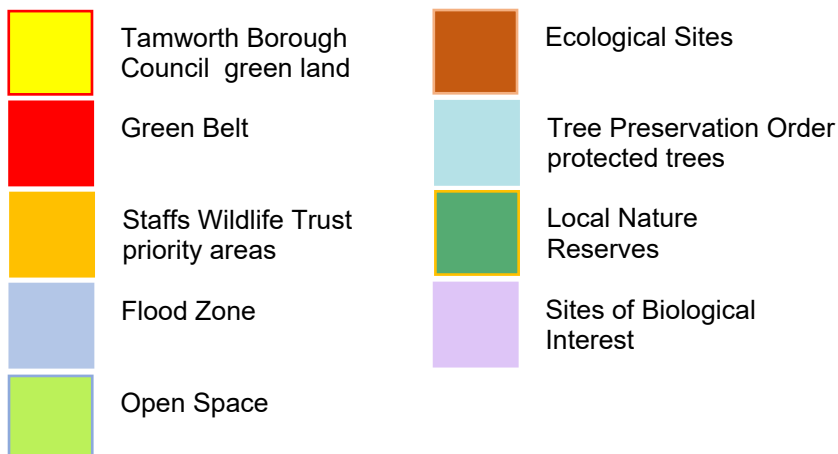 Tamworth Borough
Council  green land
Green Belt
Staffs Wildlife Trust
priority areas
Flood Zone
Open Space
Ecological Sites
Tree Preservation Order
protected trees
Local Nature
Reserves
Sites of Biological
Interest